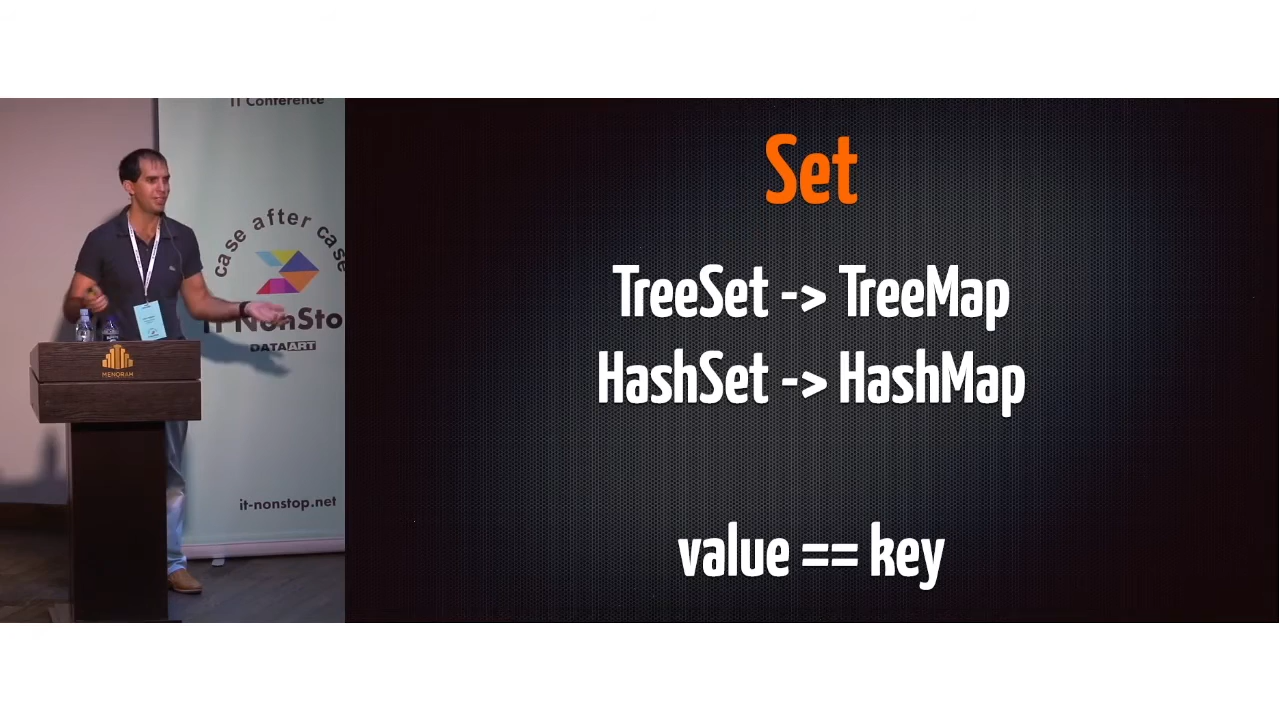 IT Conference
case after case
IT NonSto
DATAART
MENORAH
it-nonstop.net
Set
TreeSet -> TreeMap
HashSet -> HashMap
value == key